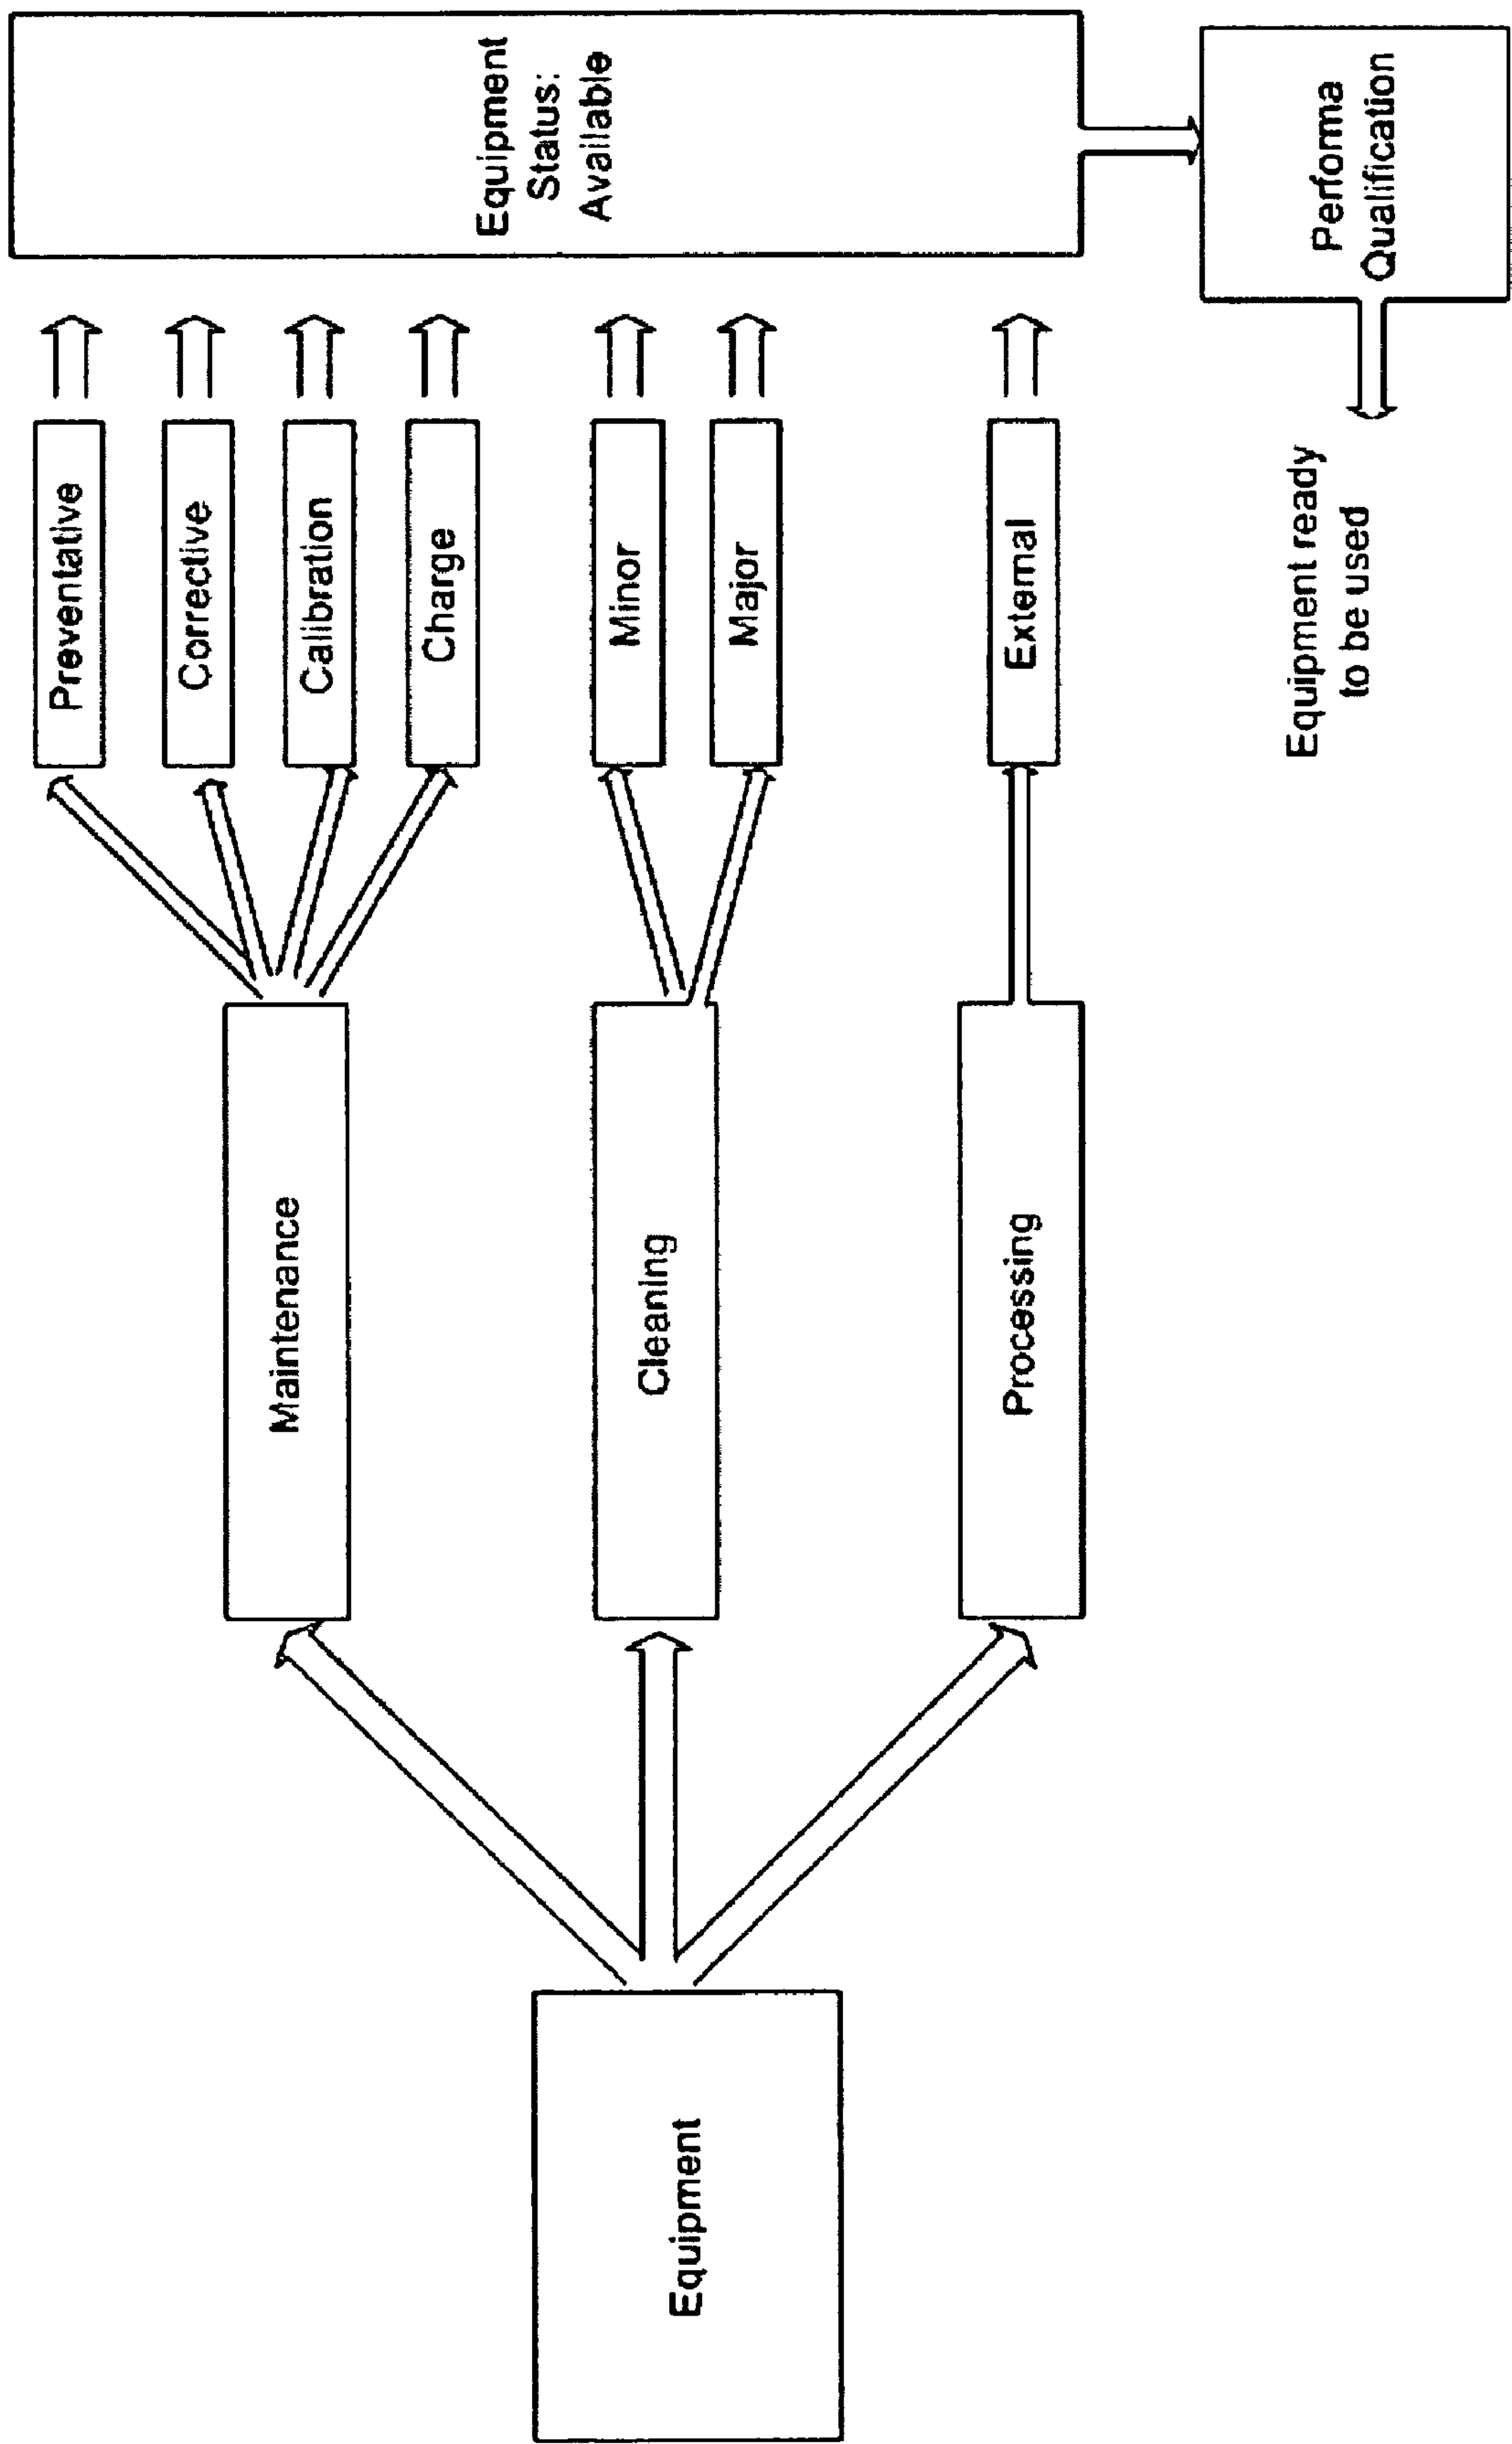 Equipment
Maintenance
Cleaning
Processing
Preventative
Corrective
Calibration
Charge
Minor
Major
External
Equipment
Status:
Available
Performa
Qualification
Equipment ready
to be used